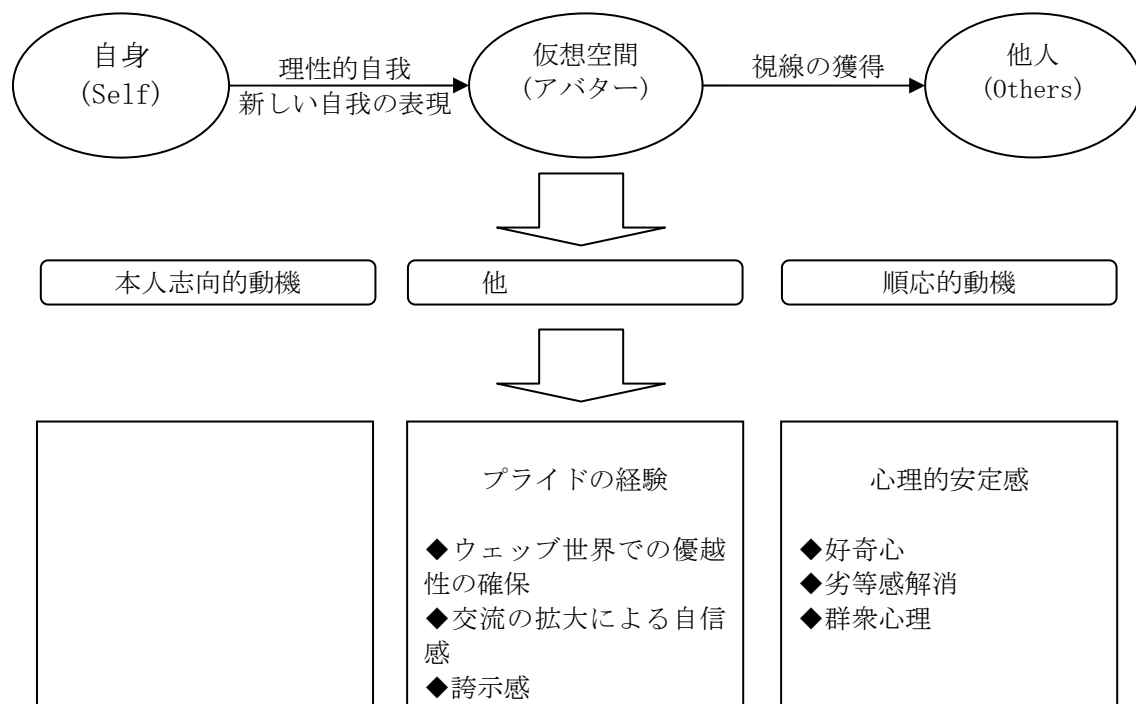 自身
(Self)
理性的自我
新しい自我の表現
仮想空間
(アバター)
視線の獲得
他人
(Others)
本人志向的動機
他
順応的動機
プライドの経験
◆ウェッブ世界での優越
性の確保
◆交流の拡大による自信
感
◆誇示感
心理的安定感
◆好奇心
◆劣等感解消
◆群衆心理